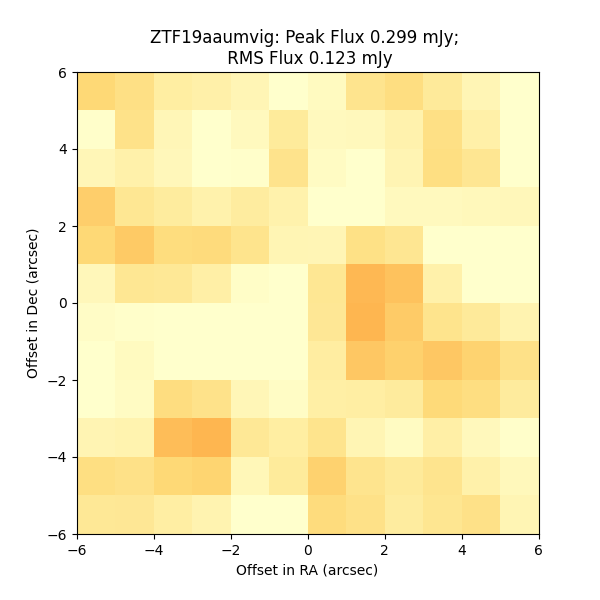 ZTF19aaumvig: Peak Flux 0.299 mJy;
RMS Flux 0.123 mJy
6
4
2
0
−2
−4
−6
Offset in Dec (arcsec)
−6 −4 −2 0 2 4 6
Offset in RA (arcsec)